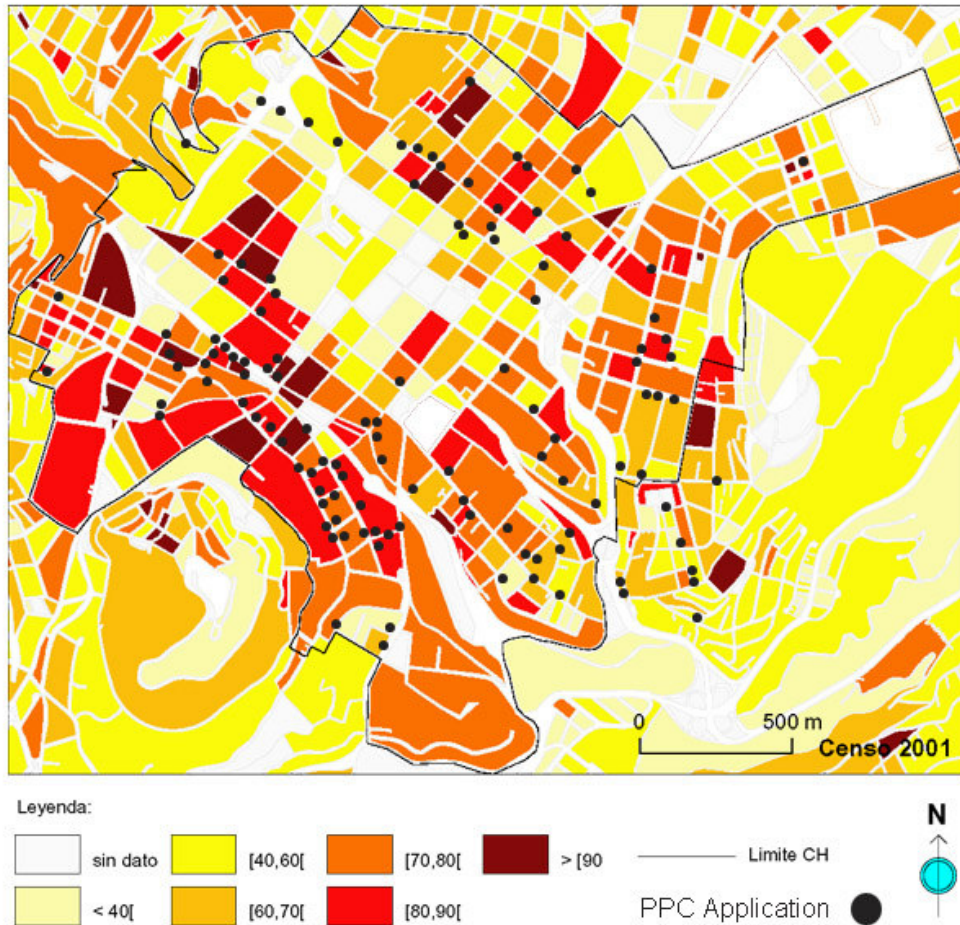 0 500 m
Censo 2001
Leyenda:
sin dato [40,60[ [70,80[ > [90 Limite CH
< 40[ [60,70[ [80,90[ PPC Application
N